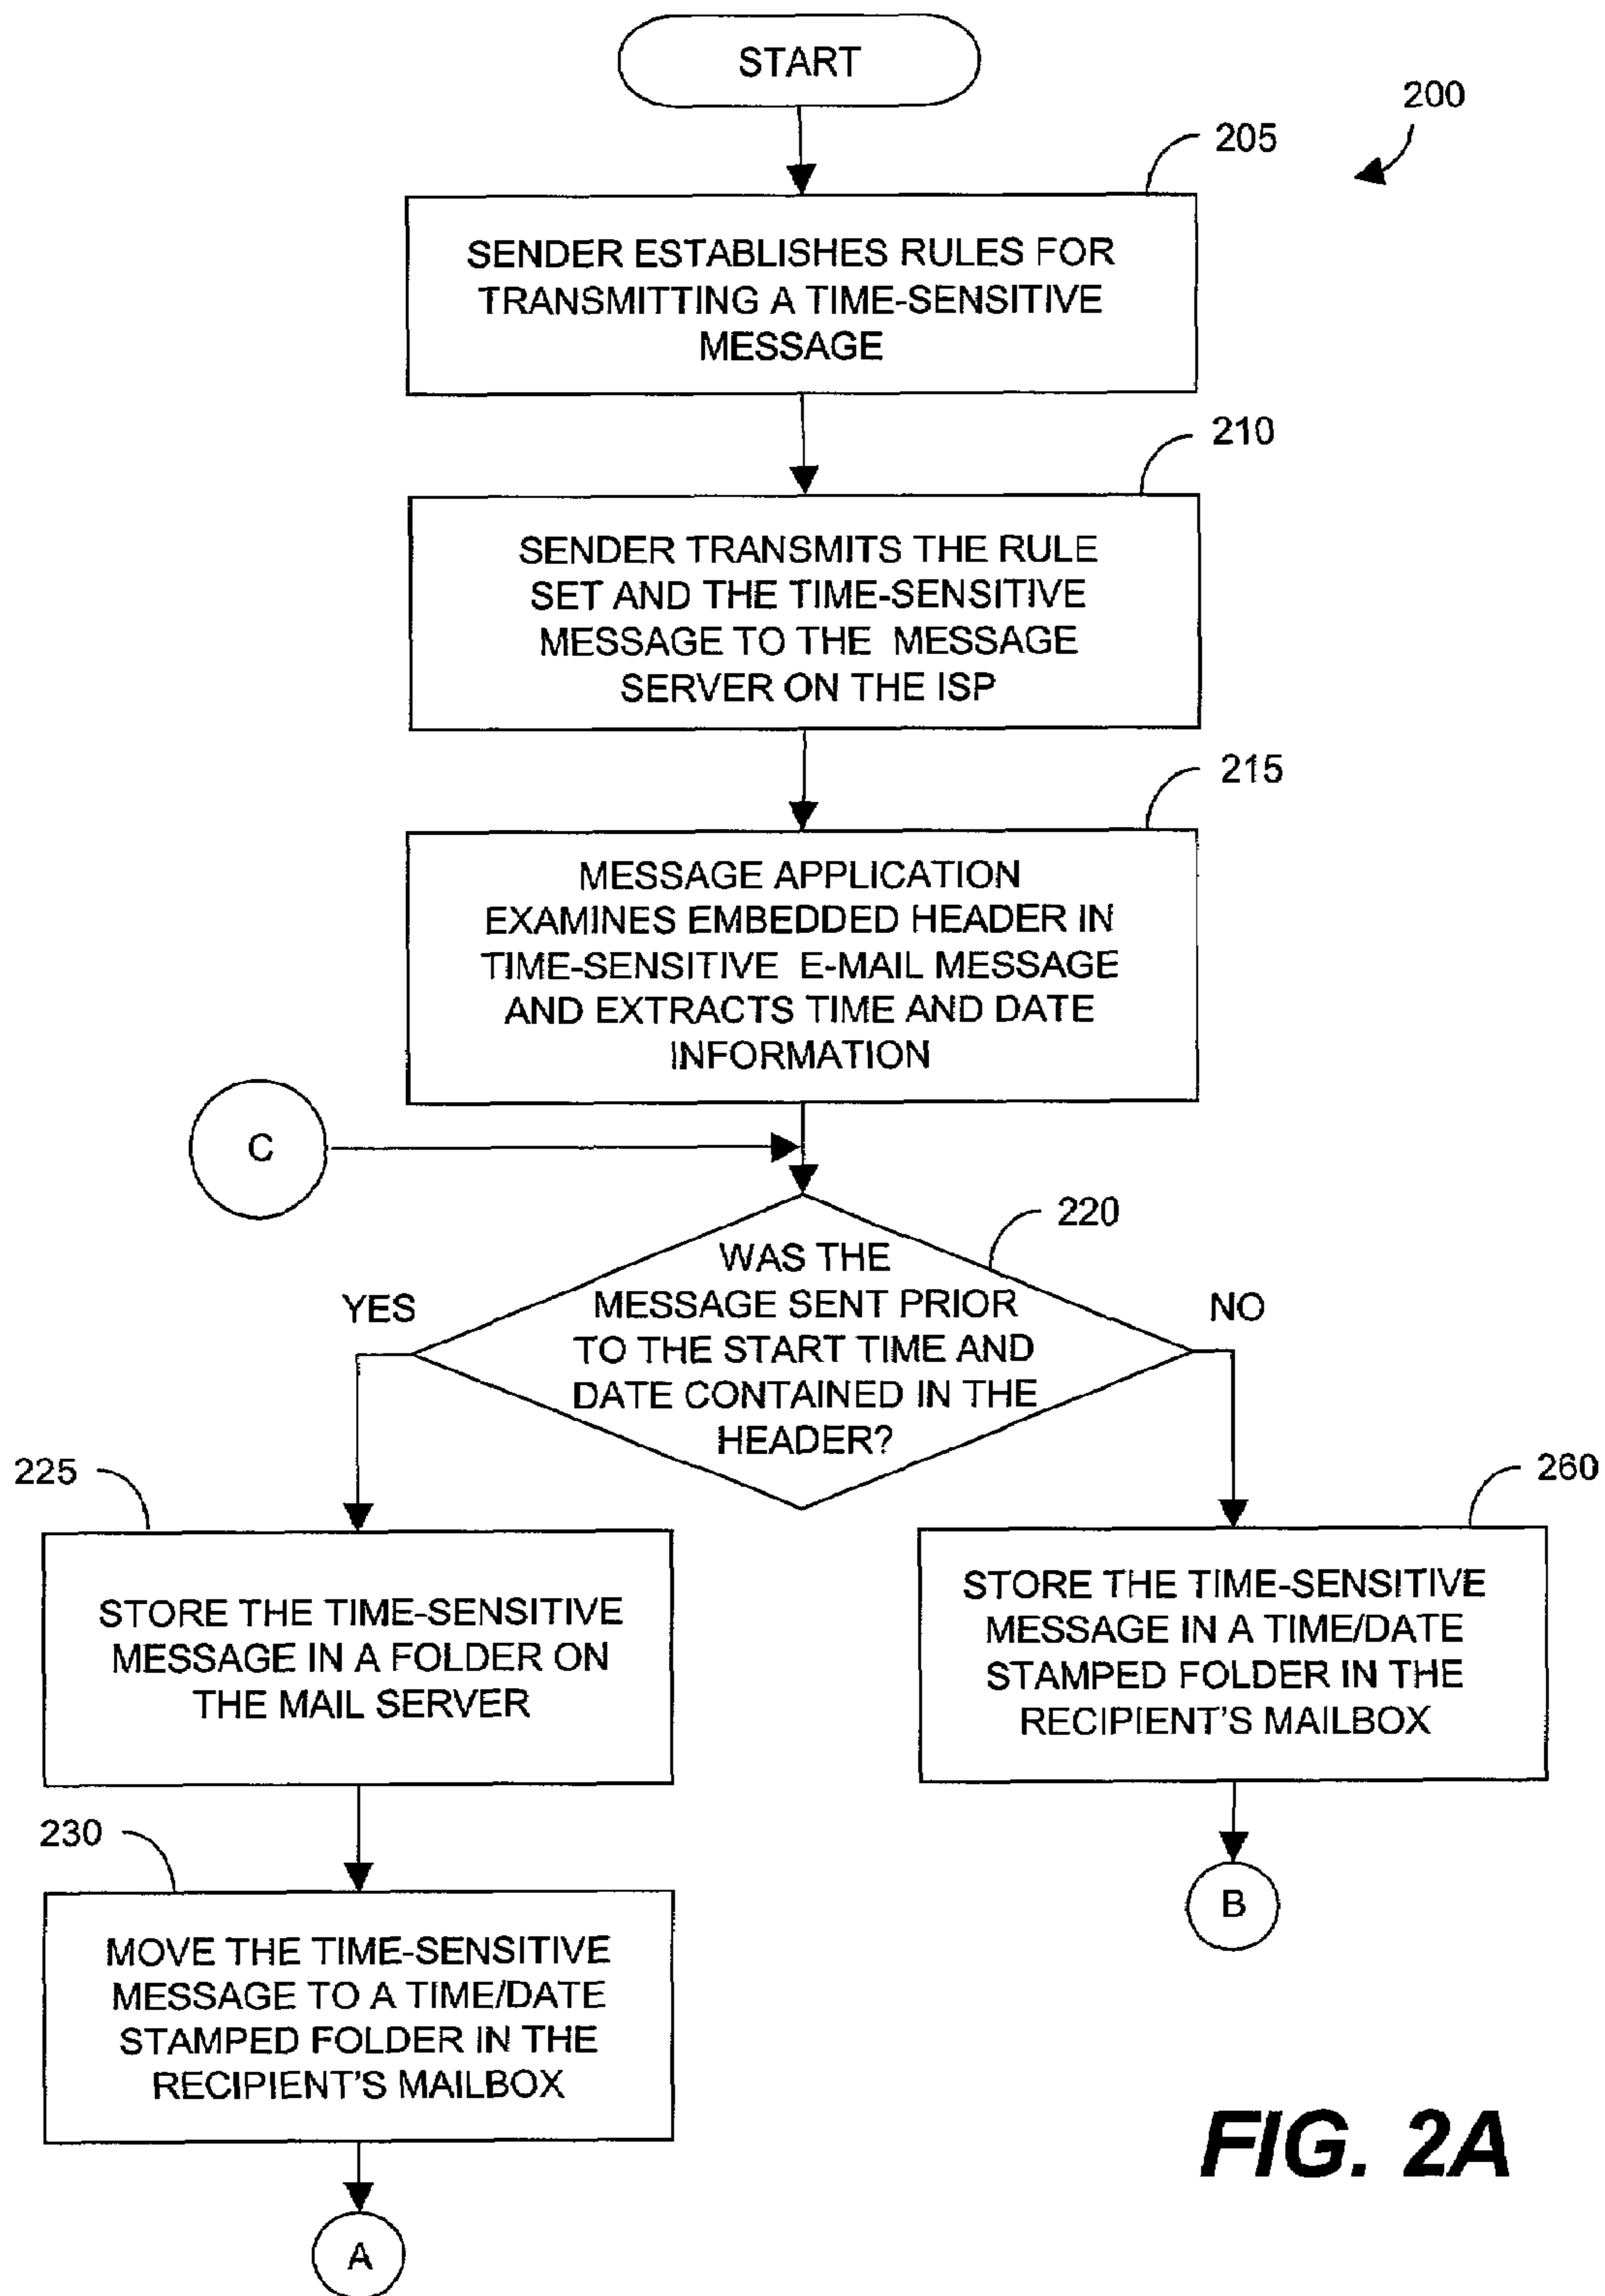 START
200
205
SENDER ESTABLISHES RULES FOR
TRANSMITTING A TIME-SENSITIVE
MESSAGE
210
SENDER TRANSMITS THE RULE
SET AND THE TIME-SENSITIVE
MESSAGE TO THE MESSAGE
SERVER ON THE ISP
215
MESSAGE APPLICATION
EXAMINES EMBEDDED HEADER IN
TIME-SENSITIVE E-MAIL MESSAGE
AND EXTRACTS TIME AND DATE
INFORMATION
C
220
WAS THE
MESSAGE SENT PRIOR
TO THE START TIME AND
DATE CONTAINED IN THE
HEADER?
YES
NO
225
STORE THE TIME-SENSITIVE
MESSAGE IN A FOLDER ON
THE MAIL SERVER
260
STORE THE TIME-SENSITIVE
MESSAGE IN A TIME/DATE
STAMPED FOLDER IN THE
RECIPIENT'S MAILBOX
230
MOVE THE TIME-SENSITIVE
MESSAGE TO A TIME/DATE
STAMPED FOLDER IN THE
RECIPIENT'S MAILBOX
B
A
FIG. 2A